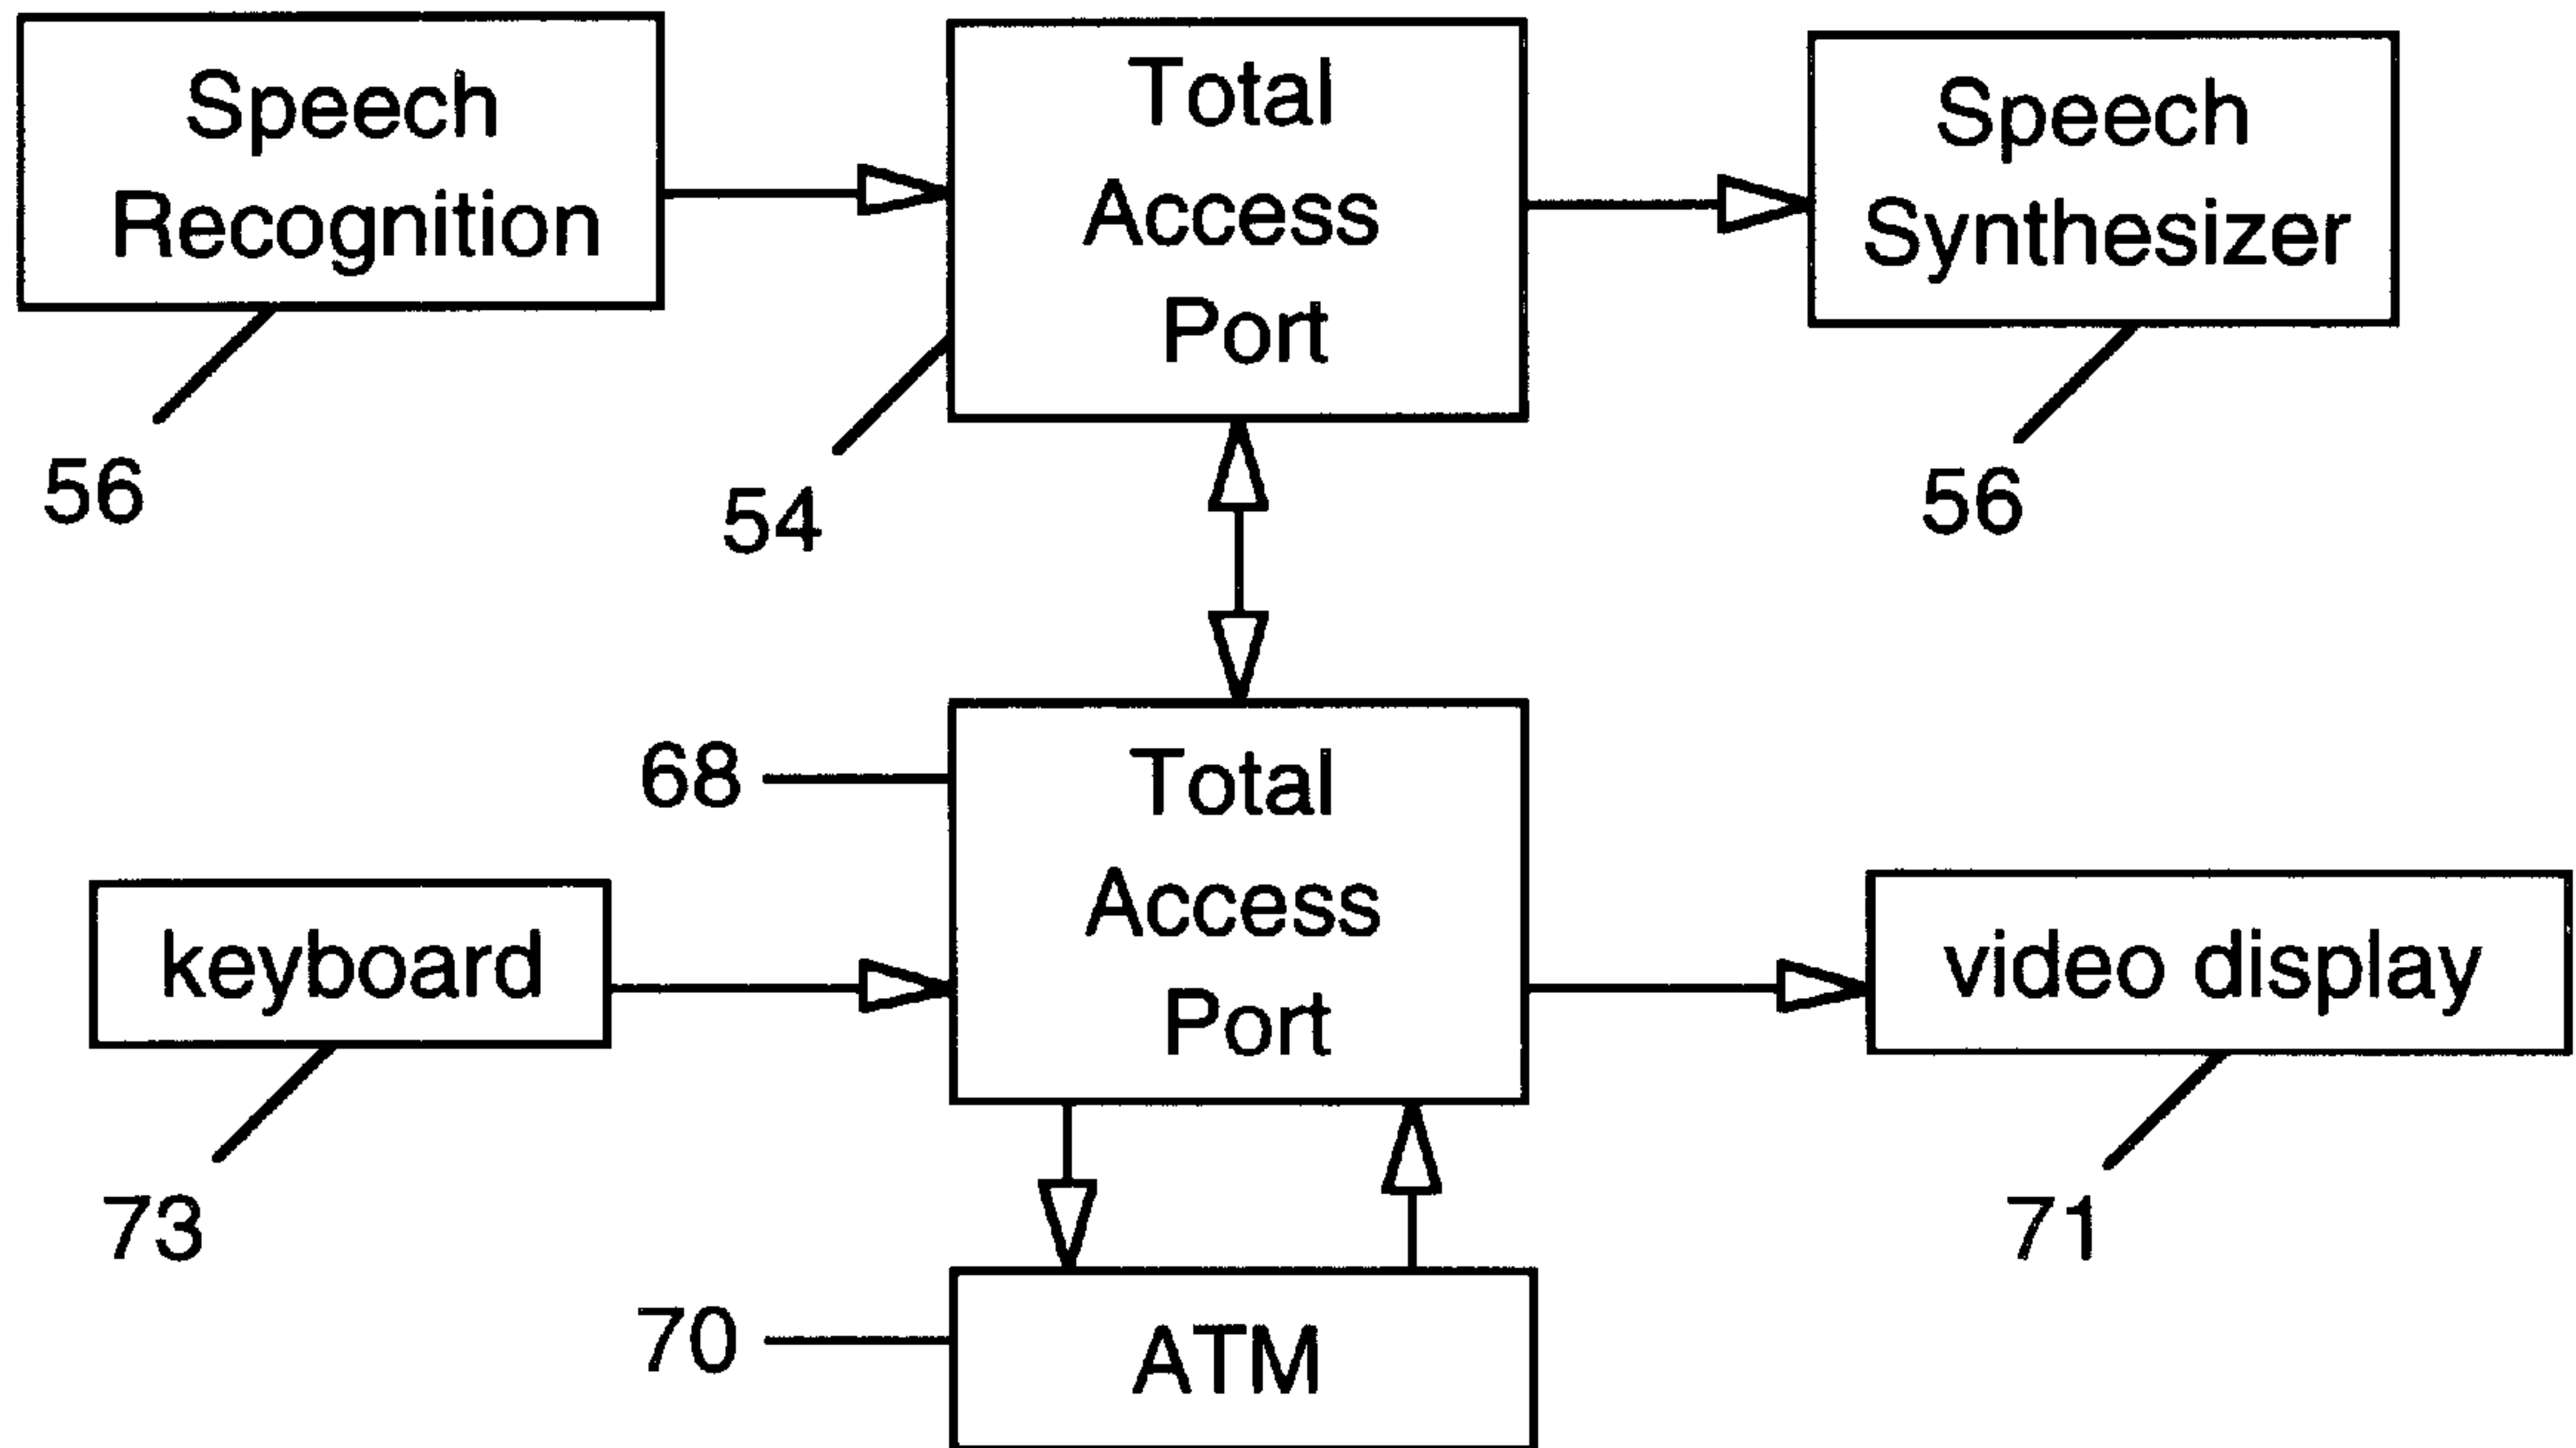 Speech
Recognition
56
Total
Access
Port
54
Speech
Synthesizer
56
68
Total
Access
Port
keyboard
73
video display
71
70
ATM